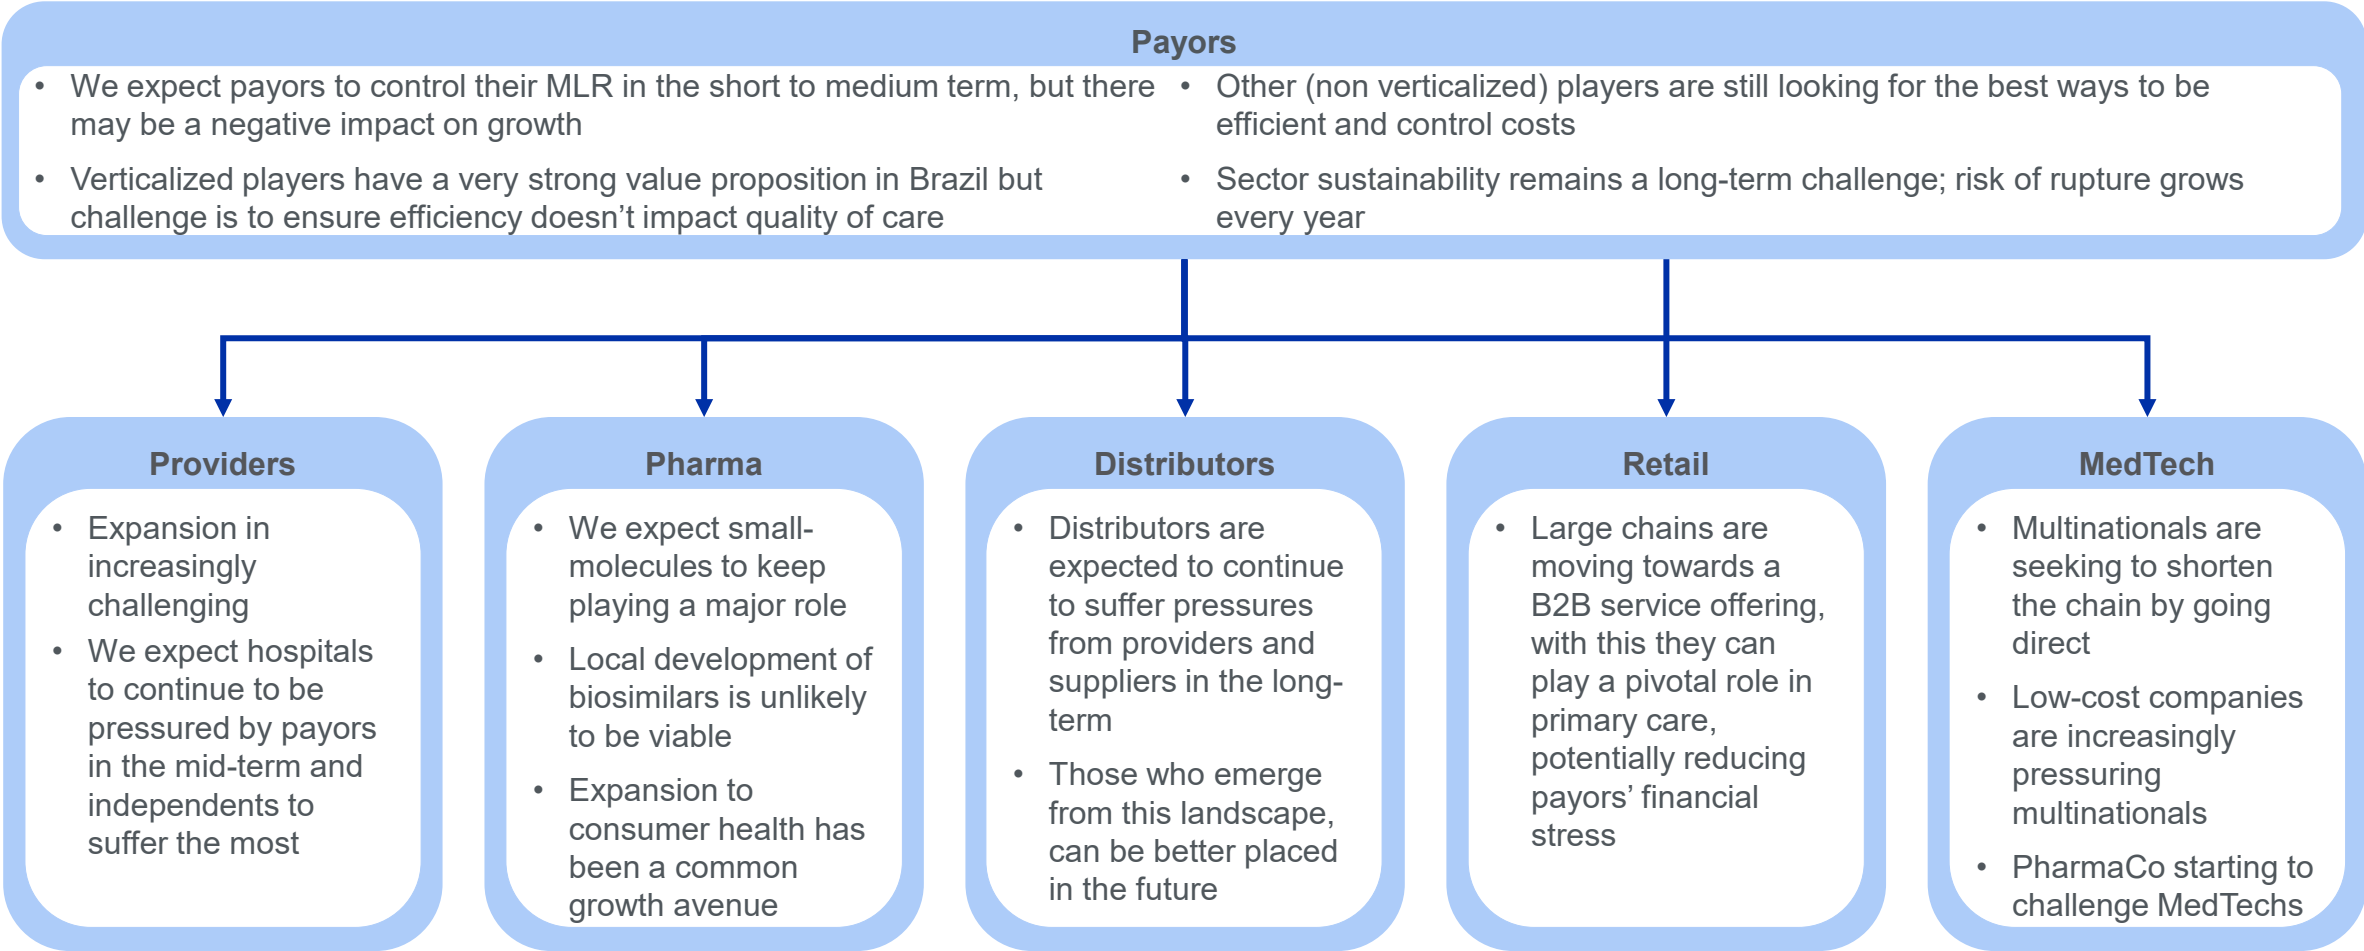 Payors
• We expect payors to control their MLR in the short to medium term, but there
may be a negative impact on growth
• Verticalized players have a very strong value proposition in Brazil but
challenge is to ensure efficiency doesn’t impact quality of care
• Other (non verticalized) players are still looking for the best ways to be
efficient and control costs
• Sector sustainability remains a long-term challenge; risk of rupture grows
every year
Providers
• Expansion in
increasingly
challenging
• We expect hospitals
to continue to be
pressured by payors
in the mid-term and
independents to
suffer the most
Pharma
• We expect small-
molecules to keep
playing a major role
• Local development of
biosimilars is unlikely
to be viable
• Expansion to
consumer health has
been a common
growth avenue
Distributors
• Distributors are
expected to continue
to suffer pressures
from providers and
suppliers in the long-
term
• Those who emerge
from this landscape,
can be better placed
in the future
Retail
• Large chains are
moving towards a
B2B service offering,
with this they can
play a pivotal role in
primary care,
potentially reducing
payors’ financial
stress
MedTech
• Multinationals are
seeking to shorten
the chain by going
direct
• Low-cost companies
are increasingly
pressuring
multinationals
• PharmaCo starting to
challenge MedTechs